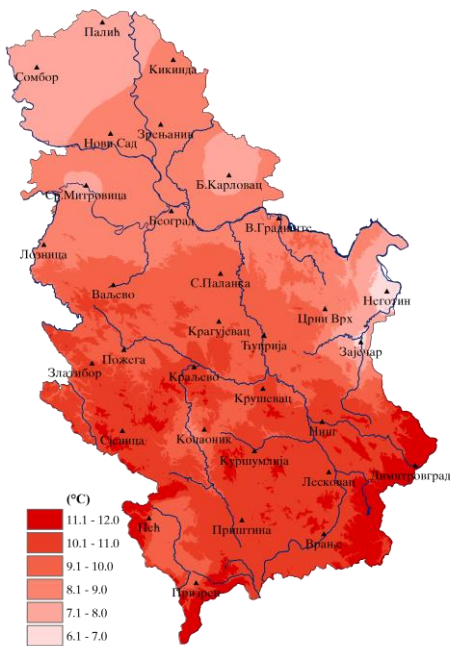 Палић
Кикинда
Сомбор
Зрењанин
Нови Сад
Б.Карловац
Ср.Митровица
Београд
В.Градиште
Лозница
С.Паланка
Ваљево
Неготин
Црни Врх
Крагујевац
Ћуприја
Зајечар
Пожега
Златибор
Краљево
Крушевац
Ниш
Сјеница
Копаоник
Куршумлија
Димитровград
Лесковац
(°C)
11.1 - 12.0
10.1 - 11.0
9.1 - 10.0
8.1 - 9.0
7.1 - 8.0
6.1 - 7.0
Пећ
Приштина
Врање
Призрен